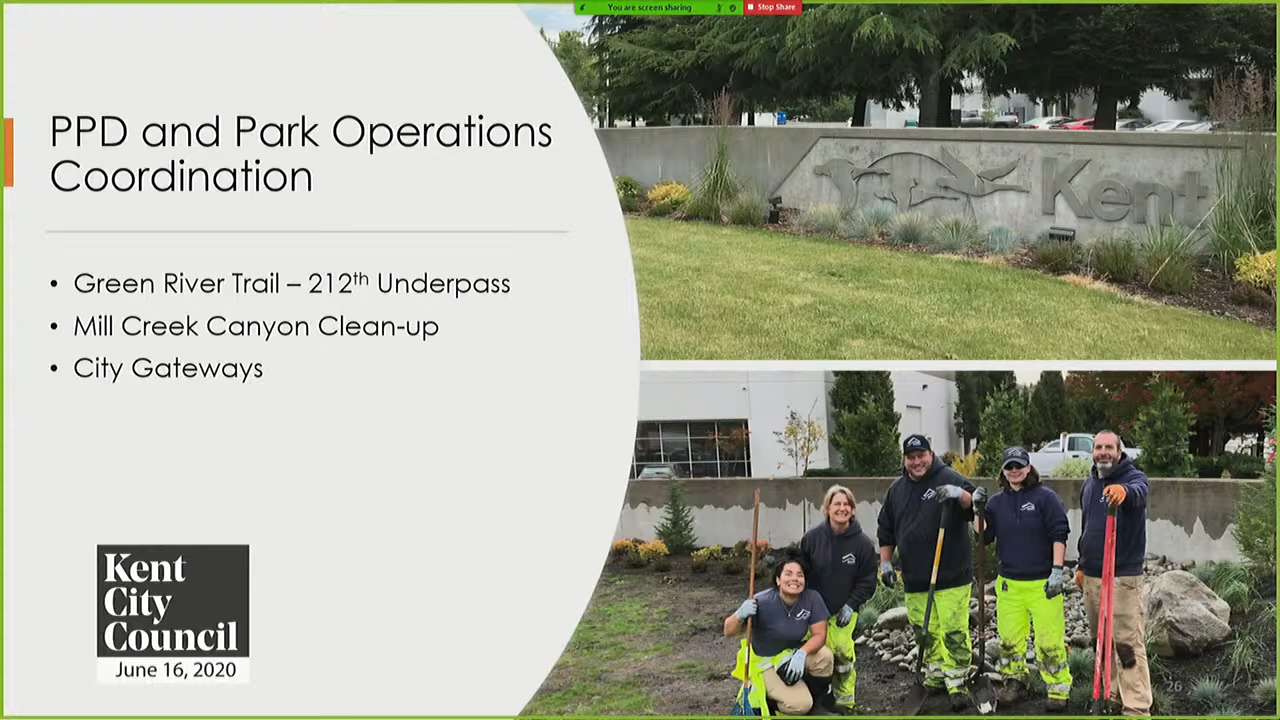 You are screen sharing
Stop Share
PPD and Park Operations
Coordination
• Green River Trail – 212th Underpass
• Mill Creek Canyon Clean-up
• City Gateways
Kent
Kent
City
Council
June 16, 2020
26